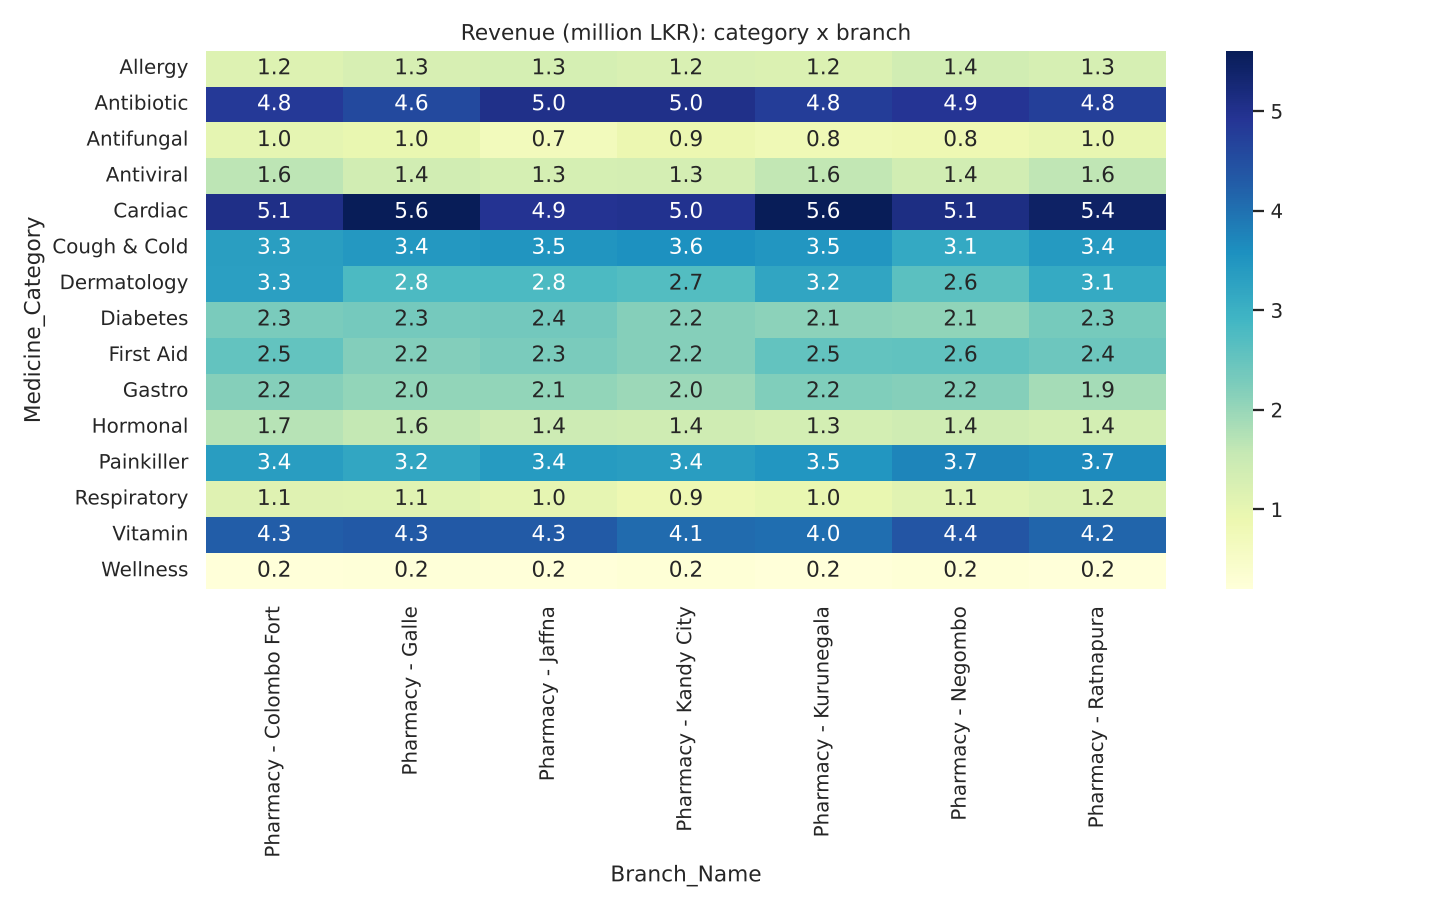 Revenue (million LKR): category x branch
Allergy 1.2 1.3 1.3 1.2 1.2 1.4 1.3
Antibiotic 4.8 4.6 5.0 5.0 4.8 4.9 4.8
Antifungal 1.0 1.0 0.7 0.9 0.8 0.8 1.0
Antiviral 1.6 1.4 1.3 1.3 1.6 1.4 1.6
Cardiac 5.1 5.6 4.9 5.0 5.6 5.1 5.4
Cough & Cold 3.3 3.4 3.5 3.6 3.5 3.1 3.4
Dermatology 3.3 2.8 2.8 2.7 3.2 2.6 3.1
Diabetes 2.3 2.3 2.4 2.2 2.1 2.1 2.3
First Aid 2.5 2.2 2.3 2.2 2.5 2.6 2.4
Gastro 2.2 2.0 2.1 2.0 2.2 2.2 1.9
Hormonal 1.7 1.6 1.4 1.4 1.3 1.4 1.4
Painkiller 3.4 3.2 3.4 3.4 3.5 3.7 3.7
Respiratory 1.1 1.1 1.0 0.9 1.0 1.1 1.2
Vitamin 4.3 4.3 4.3 4.1 4.0 4.4 4.2
Wellness 0.2 0.2 0.2 0.2 0.2 0.2 0.2
Medicine_Category
Pharmacy - Colombo Fort
Pharmacy - Galle
Pharmacy - Jaffna
Pharmacy - Kandy City
Pharmacy - Kurunegala
Pharmacy - Negombo
Pharmacy - Ratnapura
Branch_Name
5
4
3
2
1